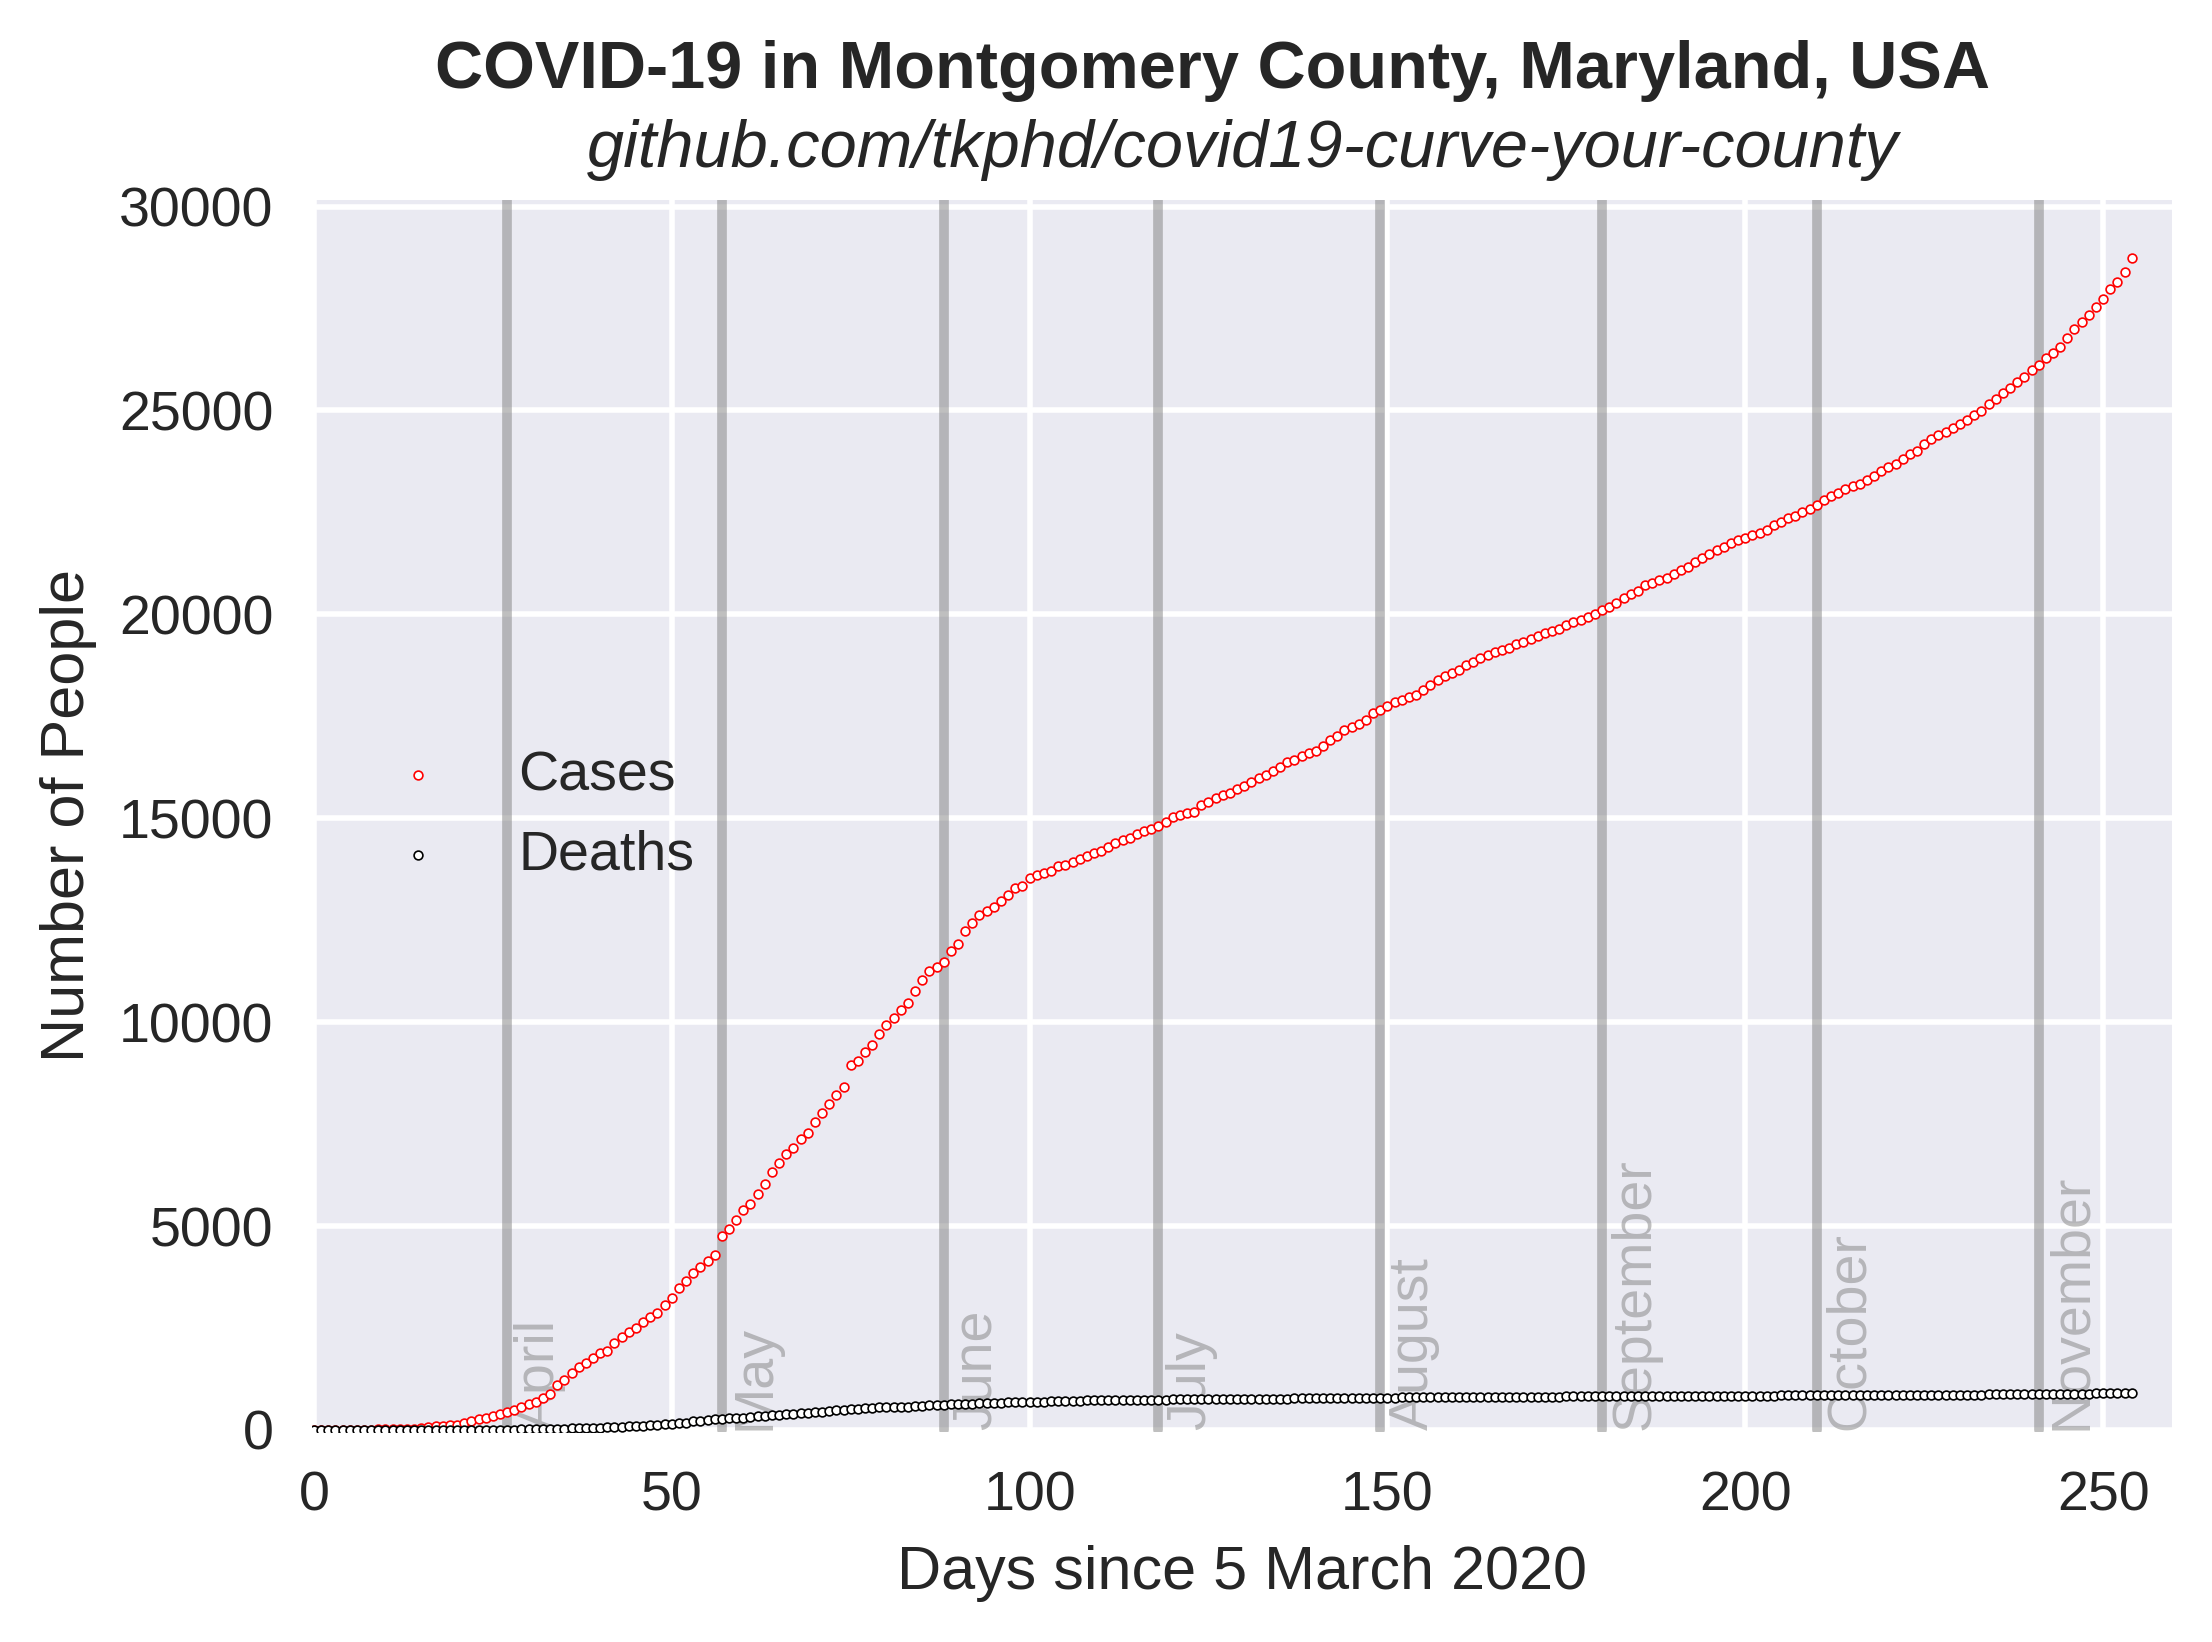 COVID-19 in Montgomery County, Maryland, USA
github.com/tkphd/covid19-curve-your-county
30000
25000
20000
15000
10000
5000
0
Number of People
Cases
Deaths
April
May
June
July
August
September
October
November
0 50 100 150 200 250
Days since 5 March 2020